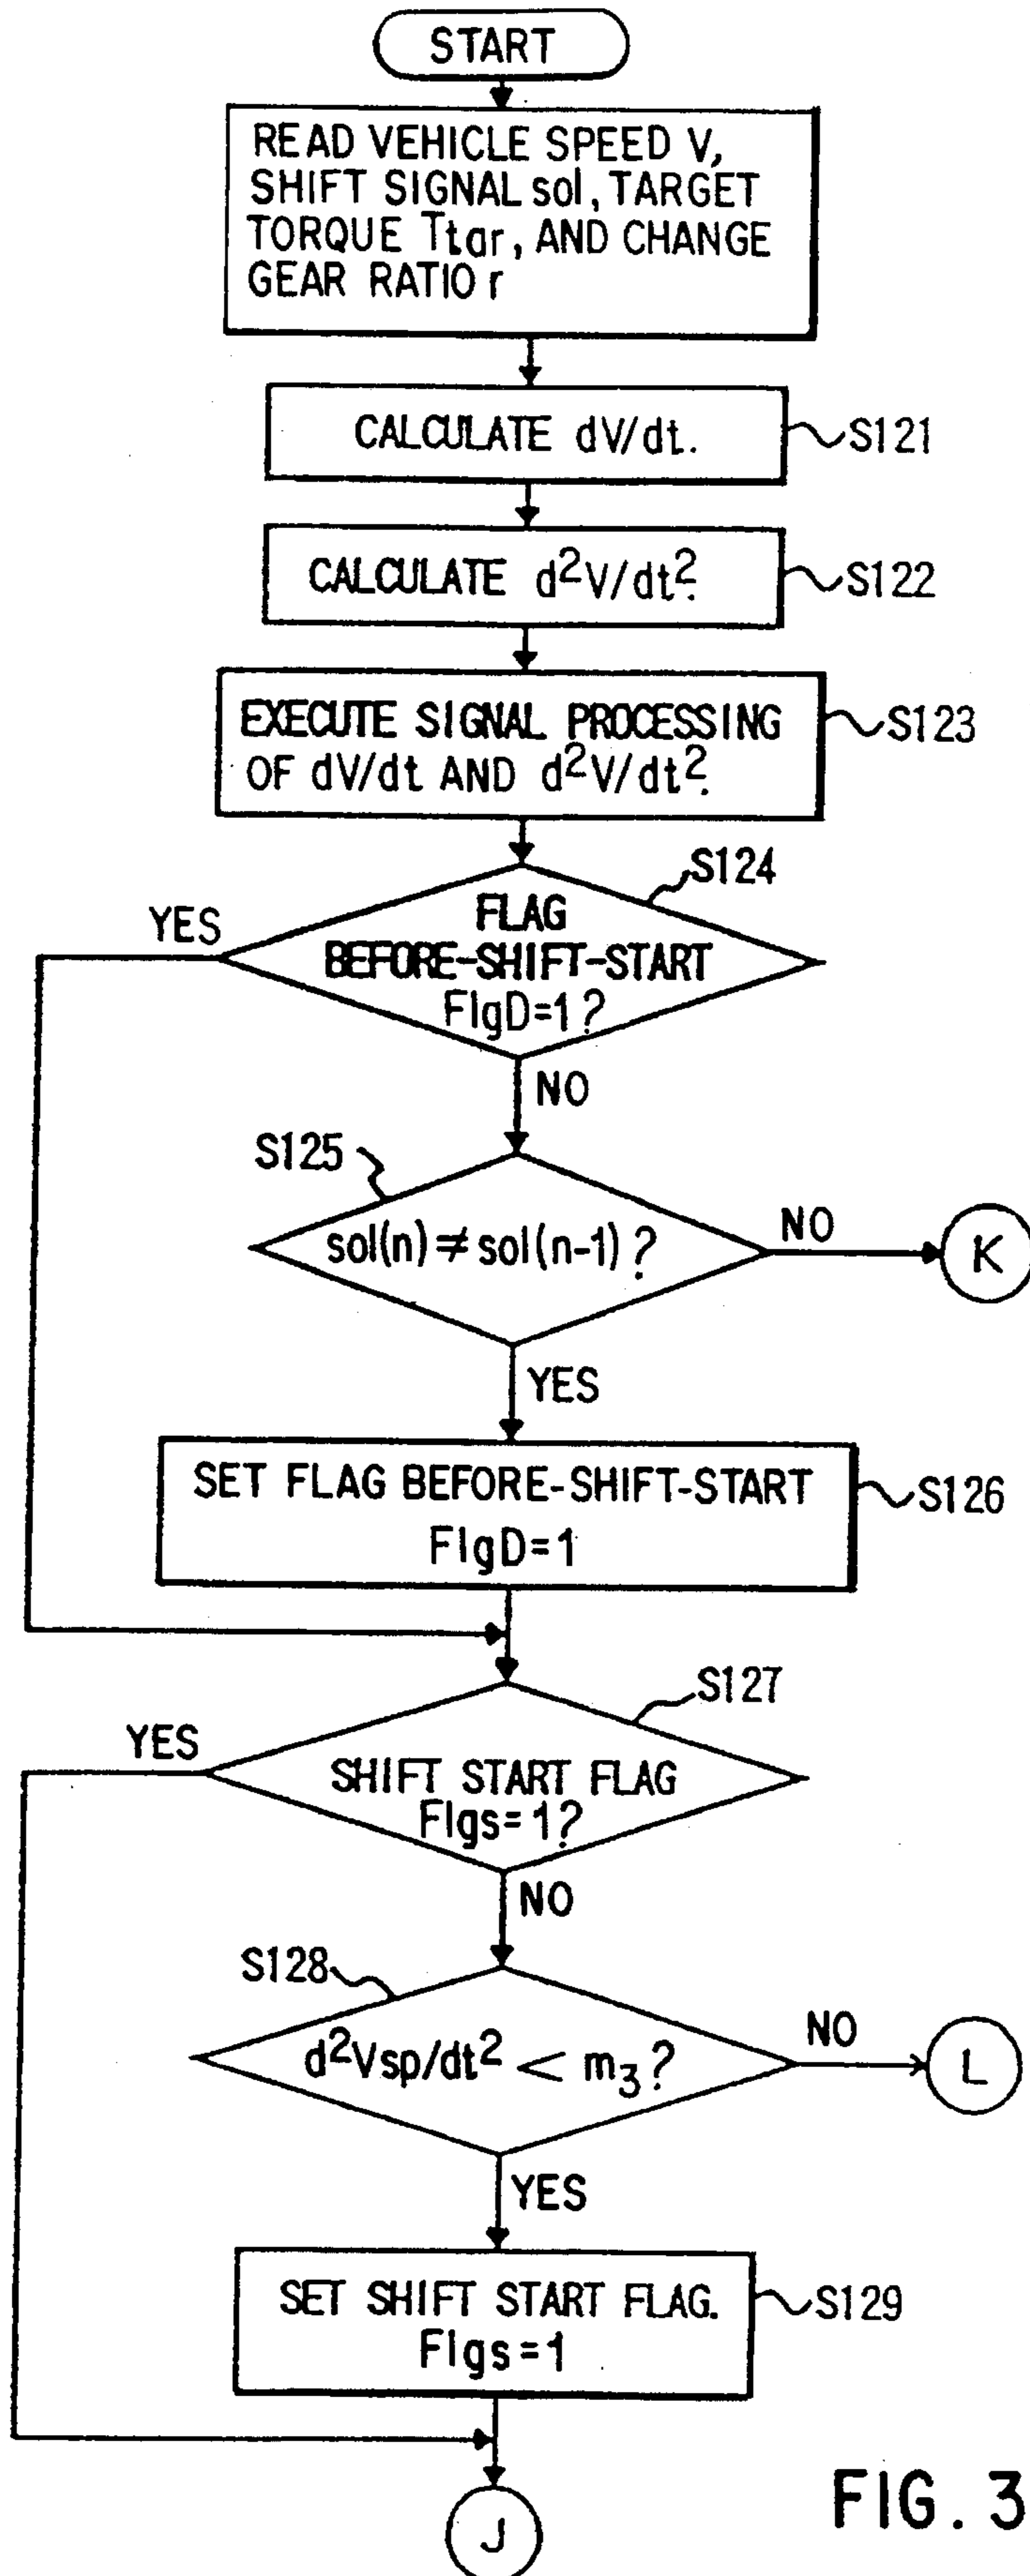 START
READ VEHICLE SPEED V,
SHIFT SIGNAL sol, TARGET
TORQUE Ttar, AND CHANGE
GEAR RATIO r
CALCULATE dV/dt.
S121
CALCULATE d²V/dt².
S122
EXECUTE SIGNAL PROCESSING
OF dV/dt AND d²V/dt².
S123
S124
YES
FLAG
BEFORE-SHIFT-START
FlgD=1?
NO
S125
sol(n)≠sol(n-1)?
NO
K
YES
SET FLAG BEFORE-SHIFT-START
FlgD=1
S126
S127
YES
SHIFT START FLAG
Flgs=1?
NO
S128
d²Vsp/dt² < m₃?
NO
L
YES
SET SHIFT START FLAG.
Flgs=1
S129
J
FIG. 3